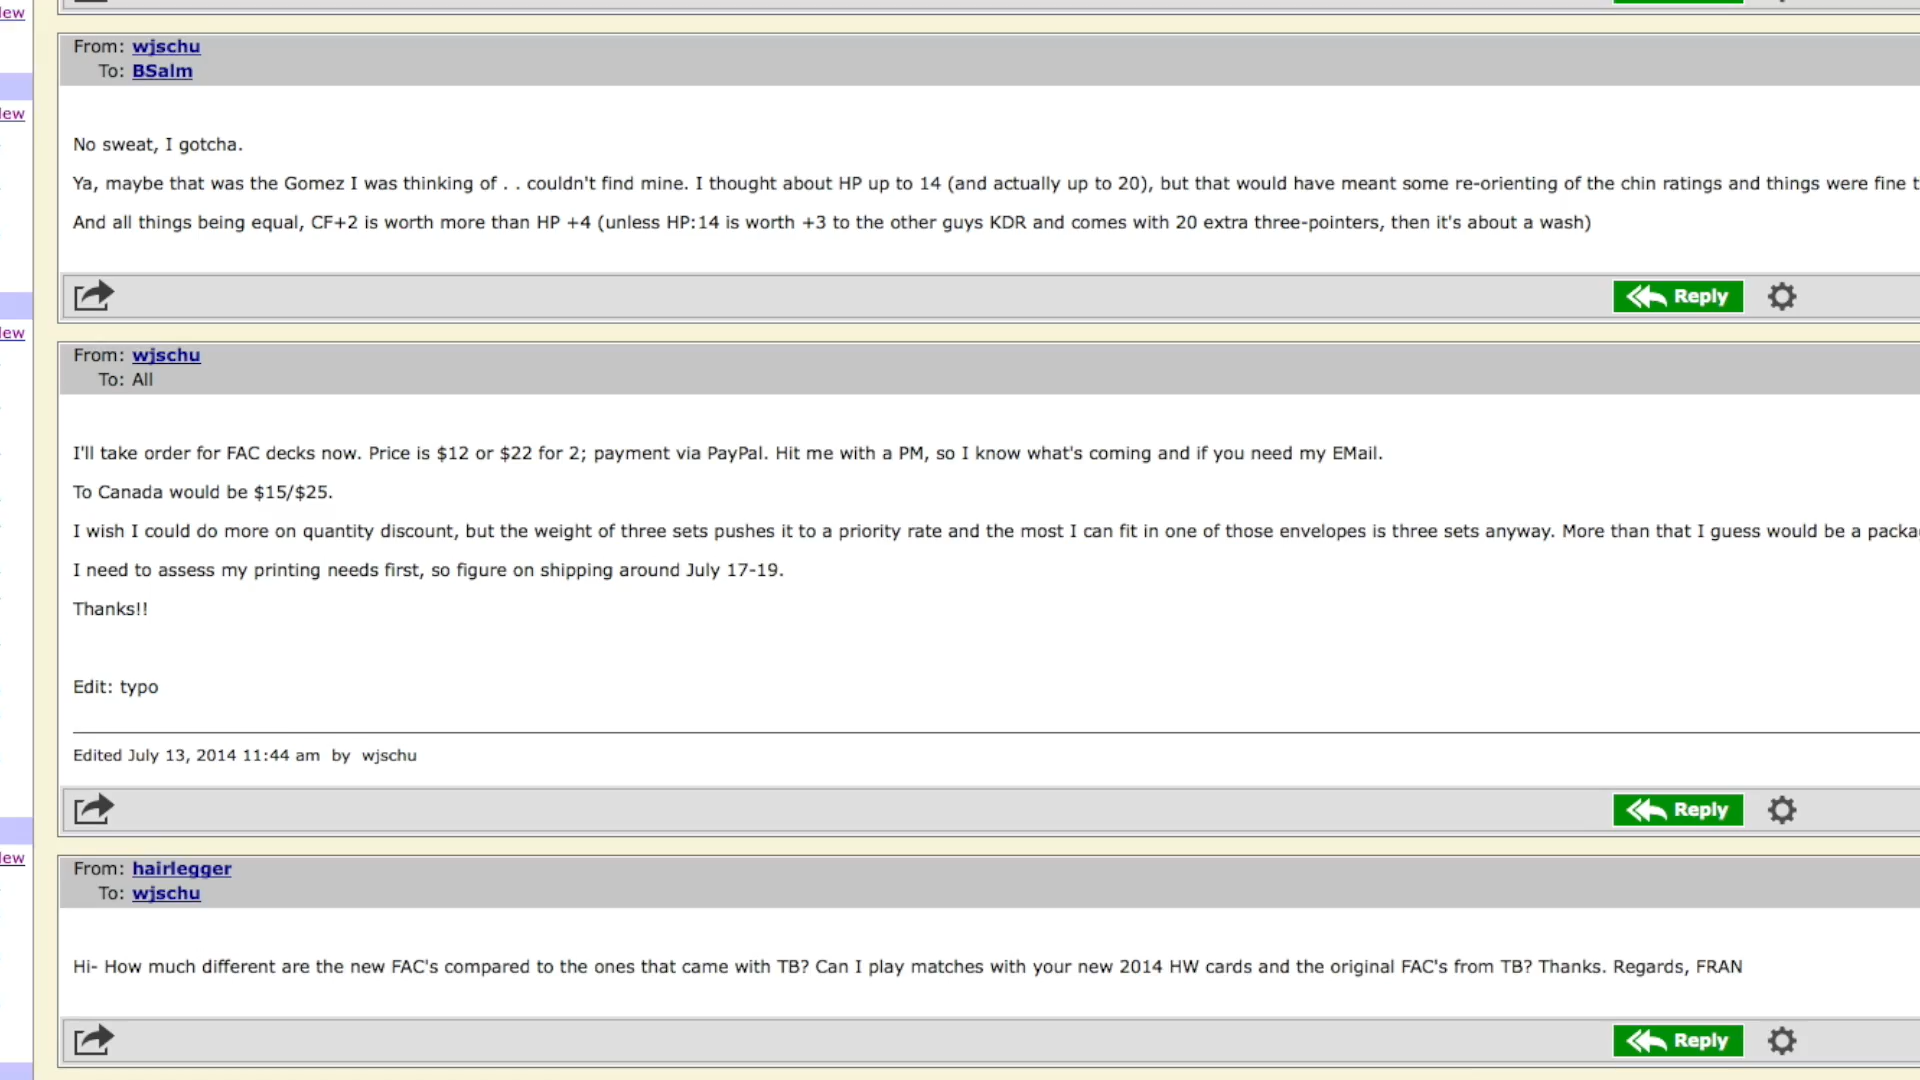 New
From: wjschu
To: BSalm
New
No sweat, I gotcha.
Ya, maybe that was the Gomez I was thinking of . . couldn't find mine. I thought about HP up to 14 (and actually up to 20), but that would have meant some re-orienting of the chin ratings and things were fine
And all things being equal, CF+2 is worth more than HP +4 (unless HP:14 is worth +3 to the other guys KDR and comes with 20 extra three-pointers, then it's about a wash)
Reply
New
From: wjschu
To: All
I'll take order for FAC decks now. Price is $12 or $22 for 2; payment via PayPal. Hit me with a PM, so I know what's coming and if you need my EMail.
To Canada would be $15/$25.
I wish I could do more on quantity discount, but the weight of three sets pushes it to a priority rate and the most I can fit in one of those envelopes is three sets anyway. More than that I guess would be a
I need to assess my printing needs first, so figure on shipping around July 17-19.
Thanks!!
Edit: typo
Edited July 13, 2014 11:44 am by wjschu
Reply
New
From: hairlegger
To: wjschu
Hi- How much different are the new FAC's compared to the ones that came with TB? Can I play matches with your new 2014 HW cards and the original FAC's from TB? Thanks. Regards, FRAN
Reply